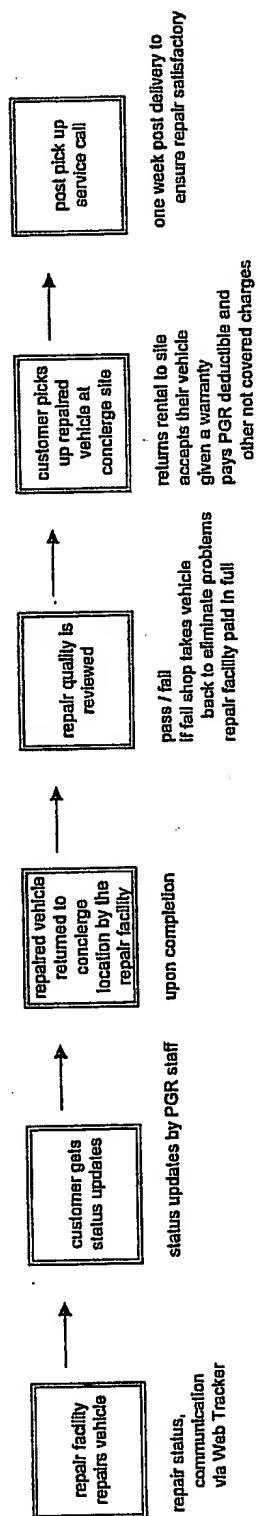 repair facility
repairs vehicle
repair status,
communication
via Web Tracker
customer gets
status updates
status updates by PGR staff
repaired vehicle
returned to
concierge
location by the
repair facility
upon completion
repair quality is
reviewed
pass / fail
if fail shop takes vehicle
back to eliminate problems
repair facility paid in full
customer picks
up repaired
vehicle at
concierge site
returns rental to site
accepts their vehicle
given a warranty
pays PGR deductible and
other not covered charges
post pick up
service call
one week post delivery to
ensure repair satisfactory